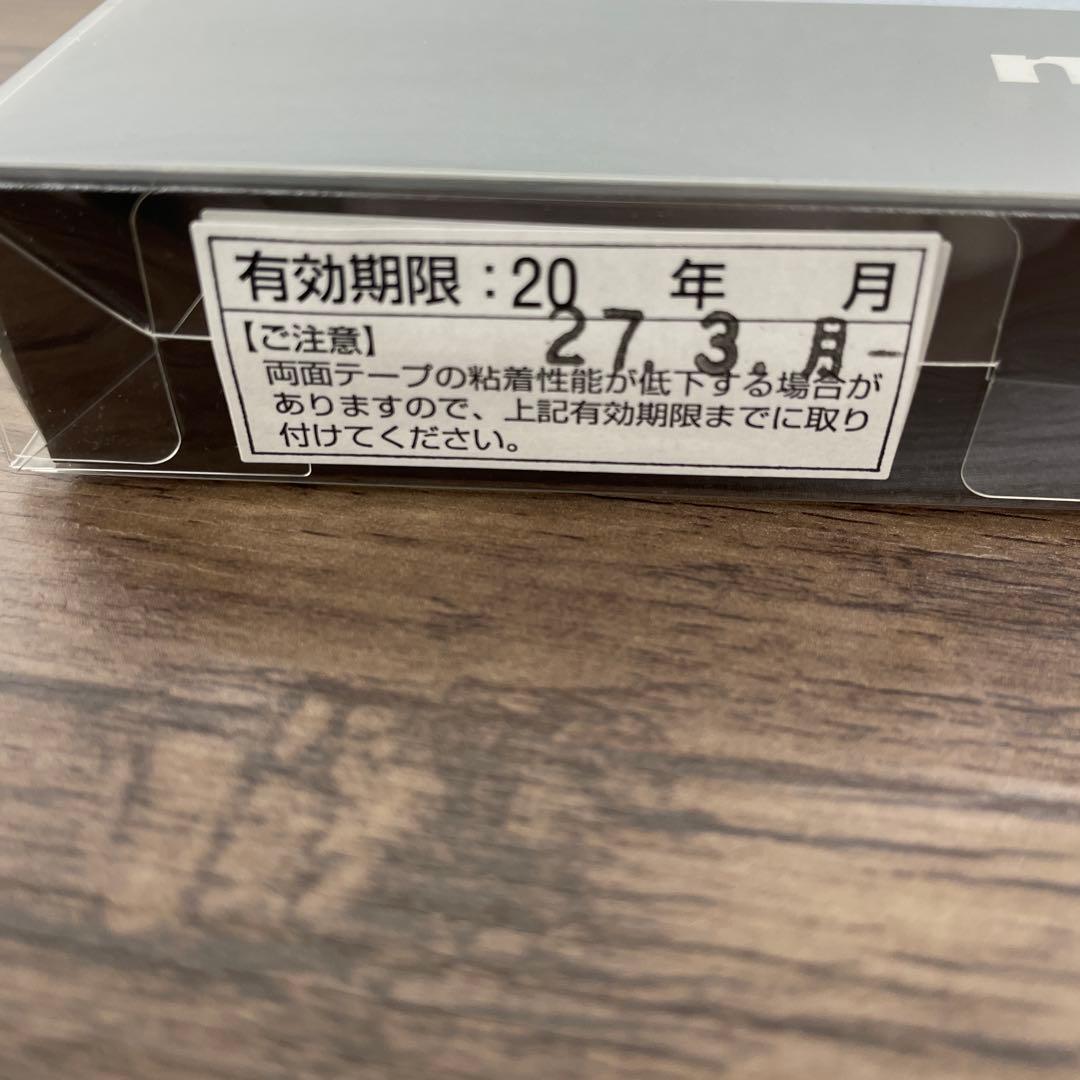 有効期限：20　　年　　月
27.3.月
【ご注意】
両面テープの粘着性能が低下する場合が
ありますので、上記有効期限までに取り
付けてください。